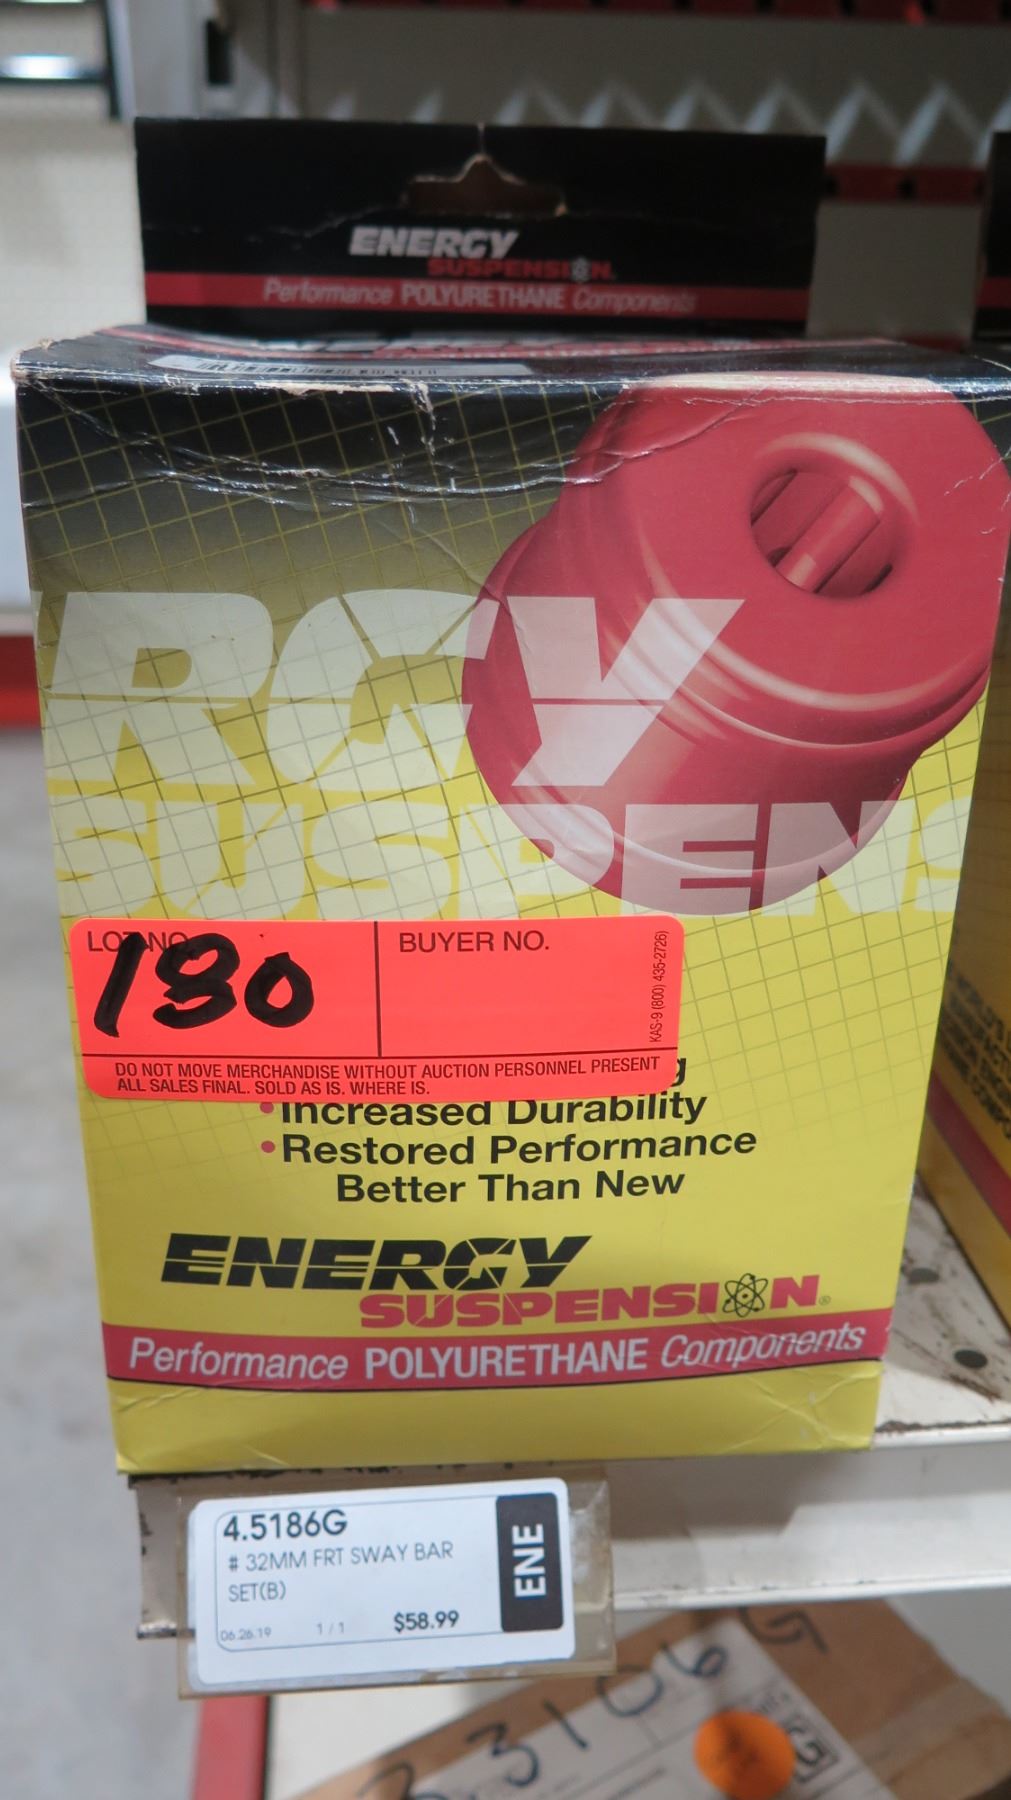 ENERGY
SUSPENSION.
Performance POLYURETHANE Components
RGY
SUSPENS
LOT NO.
180
BUYER NO.
KAS-9 (800) 435-2726)
DO NOT MOVE MERCHANDISE WITHOUT AUCTION PERSONNEL PRESENT
ALL SALES FINAL. SOLD AS IS. WHERE IS.
g
•Increased Durability
•Restored Performance
Better Than New
ENERGY
SUSPENSION®
Performance POLYURETHANE Components
4.5186G
# 32MM FRT SWAY BAR
SET(B)
06.26.19 1/1 $58.99
ENE
3106G